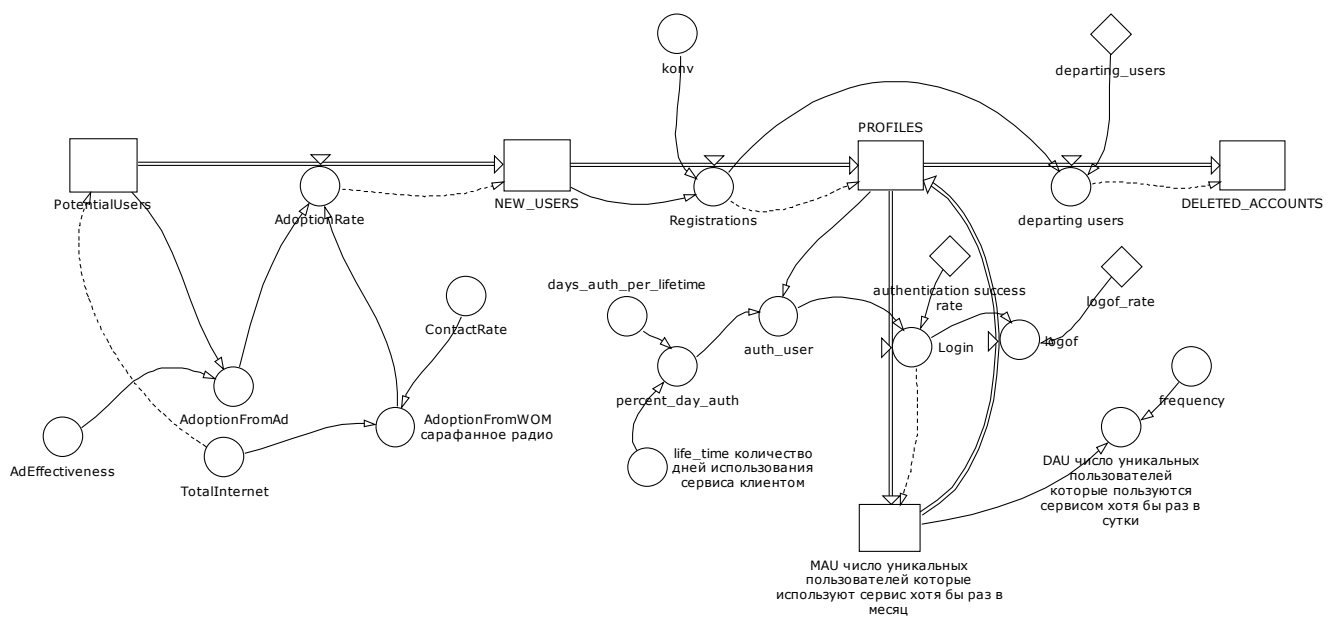 konv
departing_users
PROFILES
PotentialUsers
AdoptionRate
NEW_USERS
Registrations
departing users
DELETED_ACCOUNTS
days_auth_per_lifetime
authentication success
rate
logof_rate
ContactRate
auth_user
Login
logof
percent_day_auth
frequency
AdoptionFromAd
AdoptionFromWOM
сарафанное радио
AdEffectiveness
TotalInternet
life_time количество
дней использования
сервиса клиентом
DAU число уникальных
пользователей
которые пользуются
сервисом хотя бы раз в
сутки
MAU число уникальных
пользователей которые
используют сервис хотя бы раз в
месяц